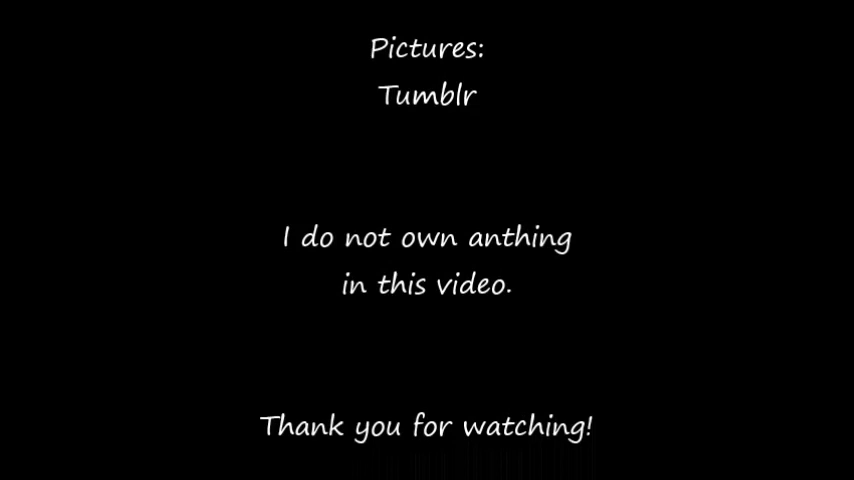 Pictures:
Tumblr
I do not own anthing
in this video.
Thank you for watching!